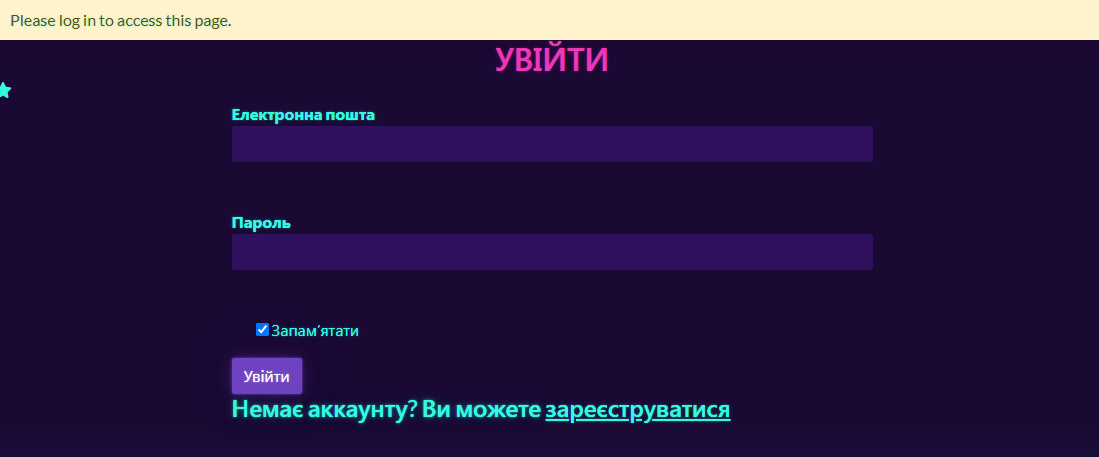 Please log in to access this page.
УВІЙТИ
Електронна пошта
Пароль
Запам'ятати
Увійти
Немає аккаунту? Ви можете зареєструватися